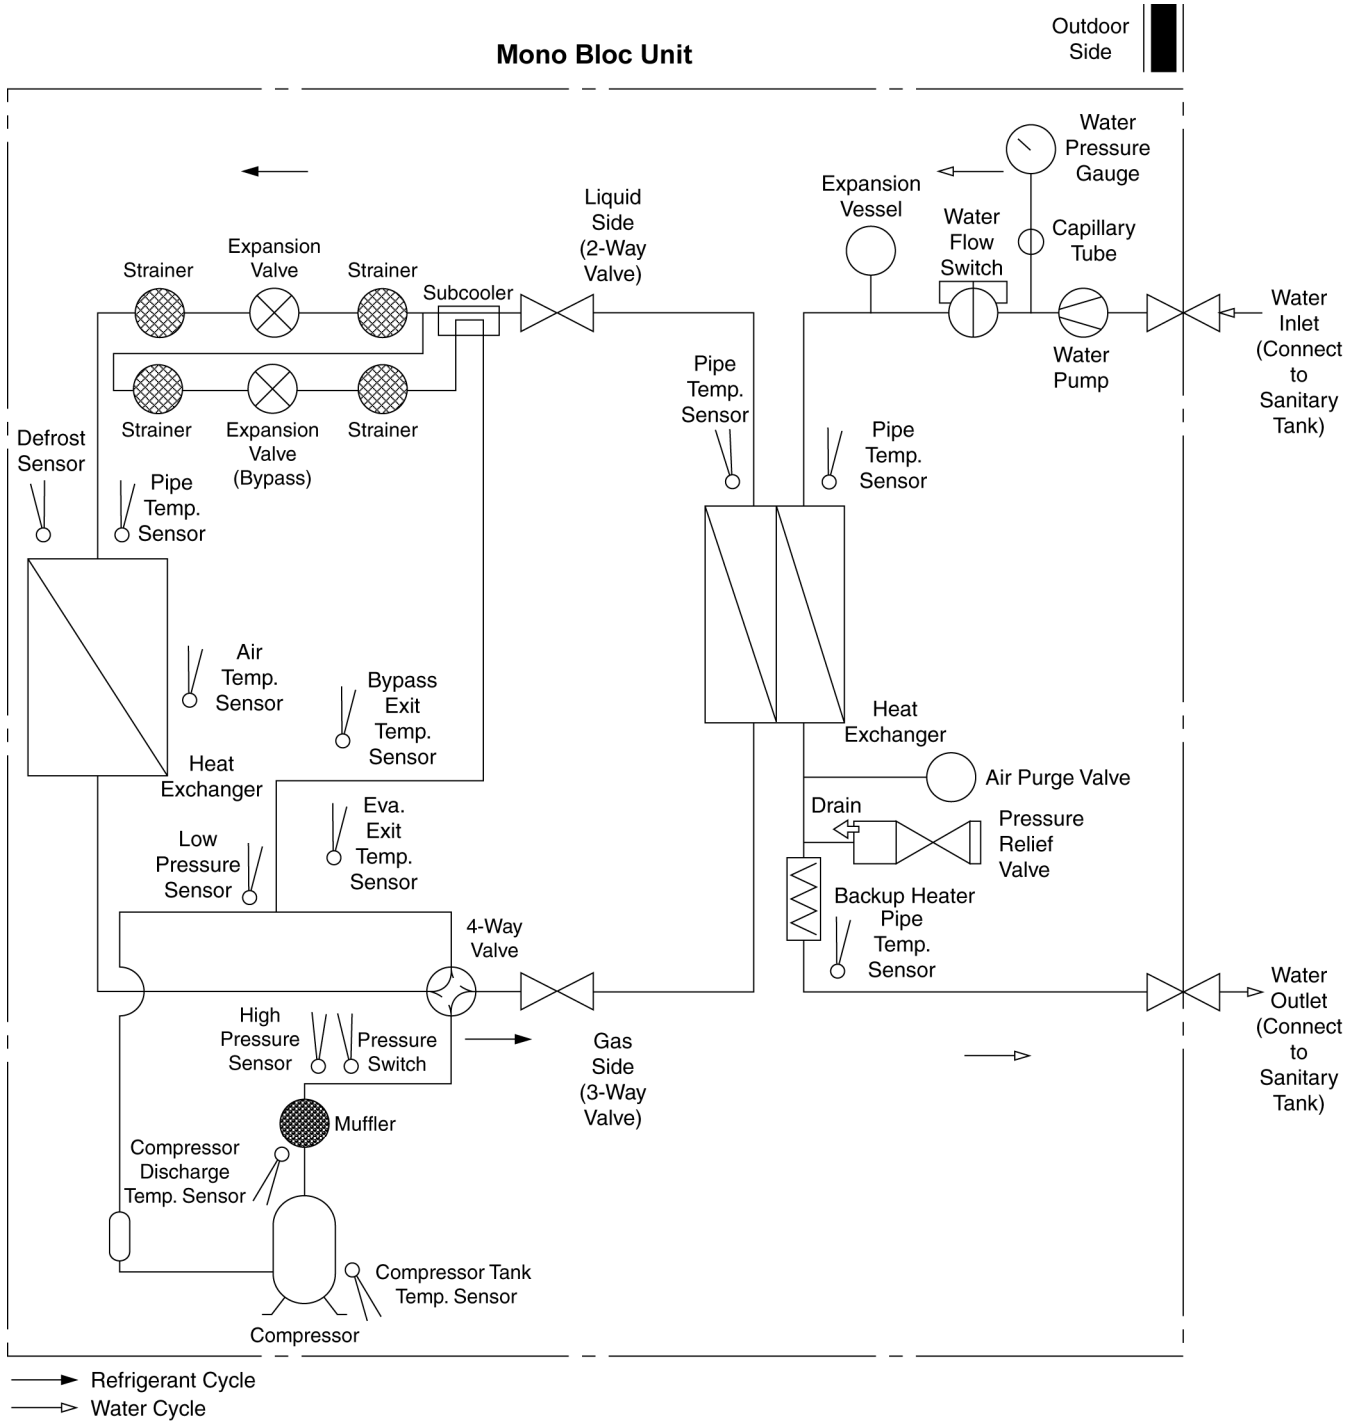 Outdoor
Side
Mono Bloc Unit
Water
Pressure
Gauge
Expansion
Vessel
Liquid
Side
(2-Way
Valve)
Water
Flow
Switch
Capillary
Tube
Expansion
Valve
Strainer
Strainer
Subcooler
Water
Inlet
(Connect
to
Sanitary
Tank)
Water
Pump
Pipe
Temp.
Sensor
Strainer
Expansion
Valve
(Bypass)
Strainer
Defrost
Sensor
Pipe
Temp.
Sensor
Pipe
Temp.
Sensor
Air
Temp.
Sensor
Bypass
Exit
Temp.
Sensor
Heat
Exchanger
Heat
Exchanger
Air Purge Valve
Drain
Pressure
Relief
Valve
Eva.
Exit
Temp.
Sensor
Low
Pressure
Sensor
Backup Heater
Pipe
Temp.
Sensor
4-Way
Valve
Water
Outlet
(Connect
to
Sanitary
Tank)
High
Pressure
Sensor
Pressure
Switch
Gas
Side
(3-Way
Valve)
Muffler
Compressor
Discharge
Temp. Sensor
Compressor Tank
Temp. Sensor
Compressor
Refrigerant Cycle
Water Cycle